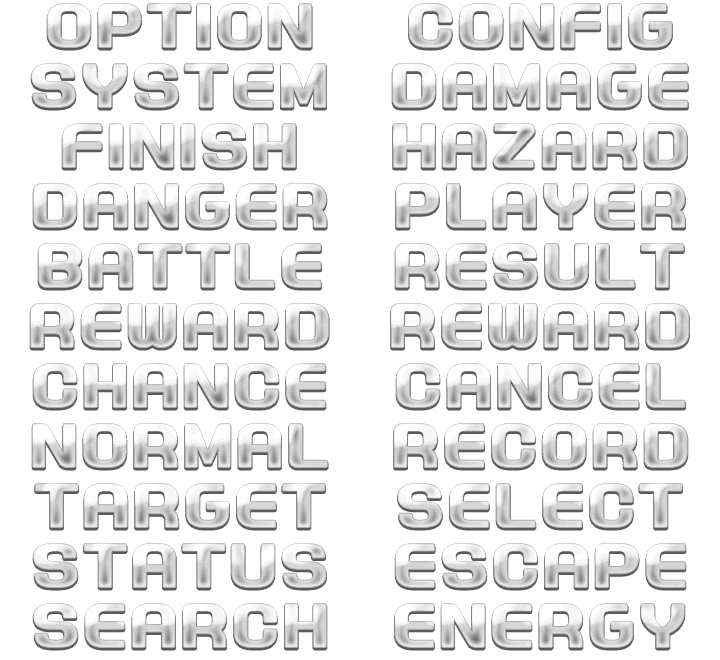 OPTION CONFIG
SYSTEM DAMAGE
FINISH HAZARD
DANGER PLAYER
BATTLE RESULT
REWARD REWARD
CHANCE CANCEL
NORMAL RECORD
TARGET SELECT
STATUS ESCAPE
SEARCH ENERGY